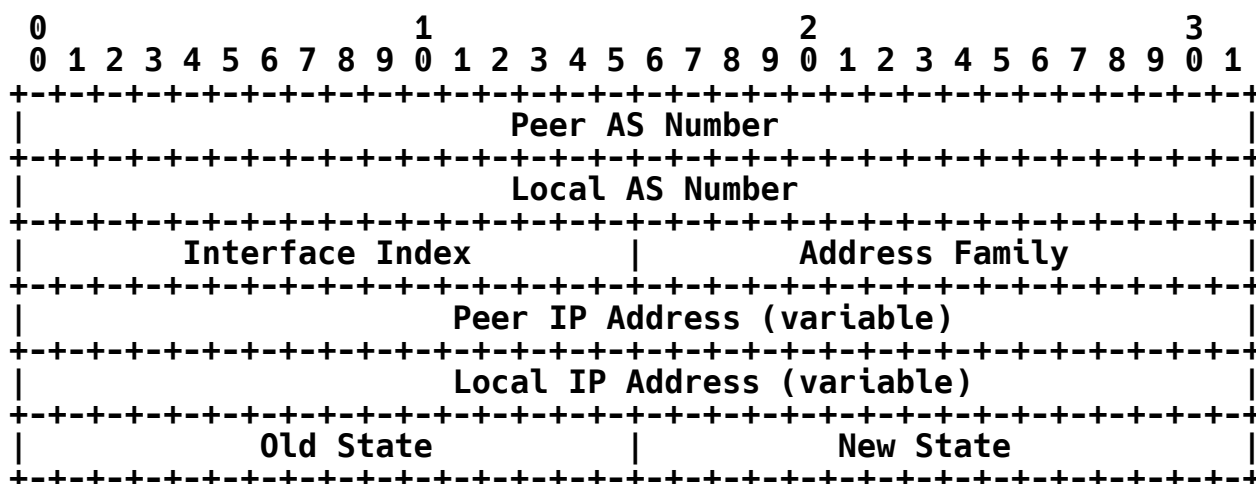 0                   1                   2                   3
 0 1 2 3 4 5 6 7 8 9 0 1 2 3 4 5 6 7 8 9 0 1 2 3 4 5 6 7 8 9 0 1
+-+-+-+-+-+-+-+-+-+-+-+-+-+-+-+-+-+-+-+-+-+-+-+-+-+-+-+-+-+-+-+-+
|                         Peer AS Number                        |
+-+-+-+-+-+-+-+-+-+-+-+-+-+-+-+-+-+-+-+-+-+-+-+-+-+-+-+-+-+-+-+-+
|                         Local AS Number                       |
+-+-+-+-+-+-+-+-+-+-+-+-+-+-+-+-+-+-+-+-+-+-+-+-+-+-+-+-+-+-+-+-+
|        Interface Index        |        Address Family         |
+-+-+-+-+-+-+-+-+-+-+-+-+-+-+-+-+-+-+-+-+-+-+-+-+-+-+-+-+-+-+-+-+
|                      Peer IP Address (variable)               |
+-+-+-+-+-+-+-+-+-+-+-+-+-+-+-+-+-+-+-+-+-+-+-+-+-+-+-+-+-+-+-+-+
|                      Local IP Address (variable)              |
+-+-+-+-+-+-+-+-+-+-+-+-+-+-+-+-+-+-+-+-+-+-+-+-+-+-+-+-+-+-+-+-+
|            Old State          |          New State            |
+-+-+-+-+-+-+-+-+-+-+-+-+-+-+-+-+-+-+-+-+-+-+-+-+-+-+-+-+-+-+-+-+